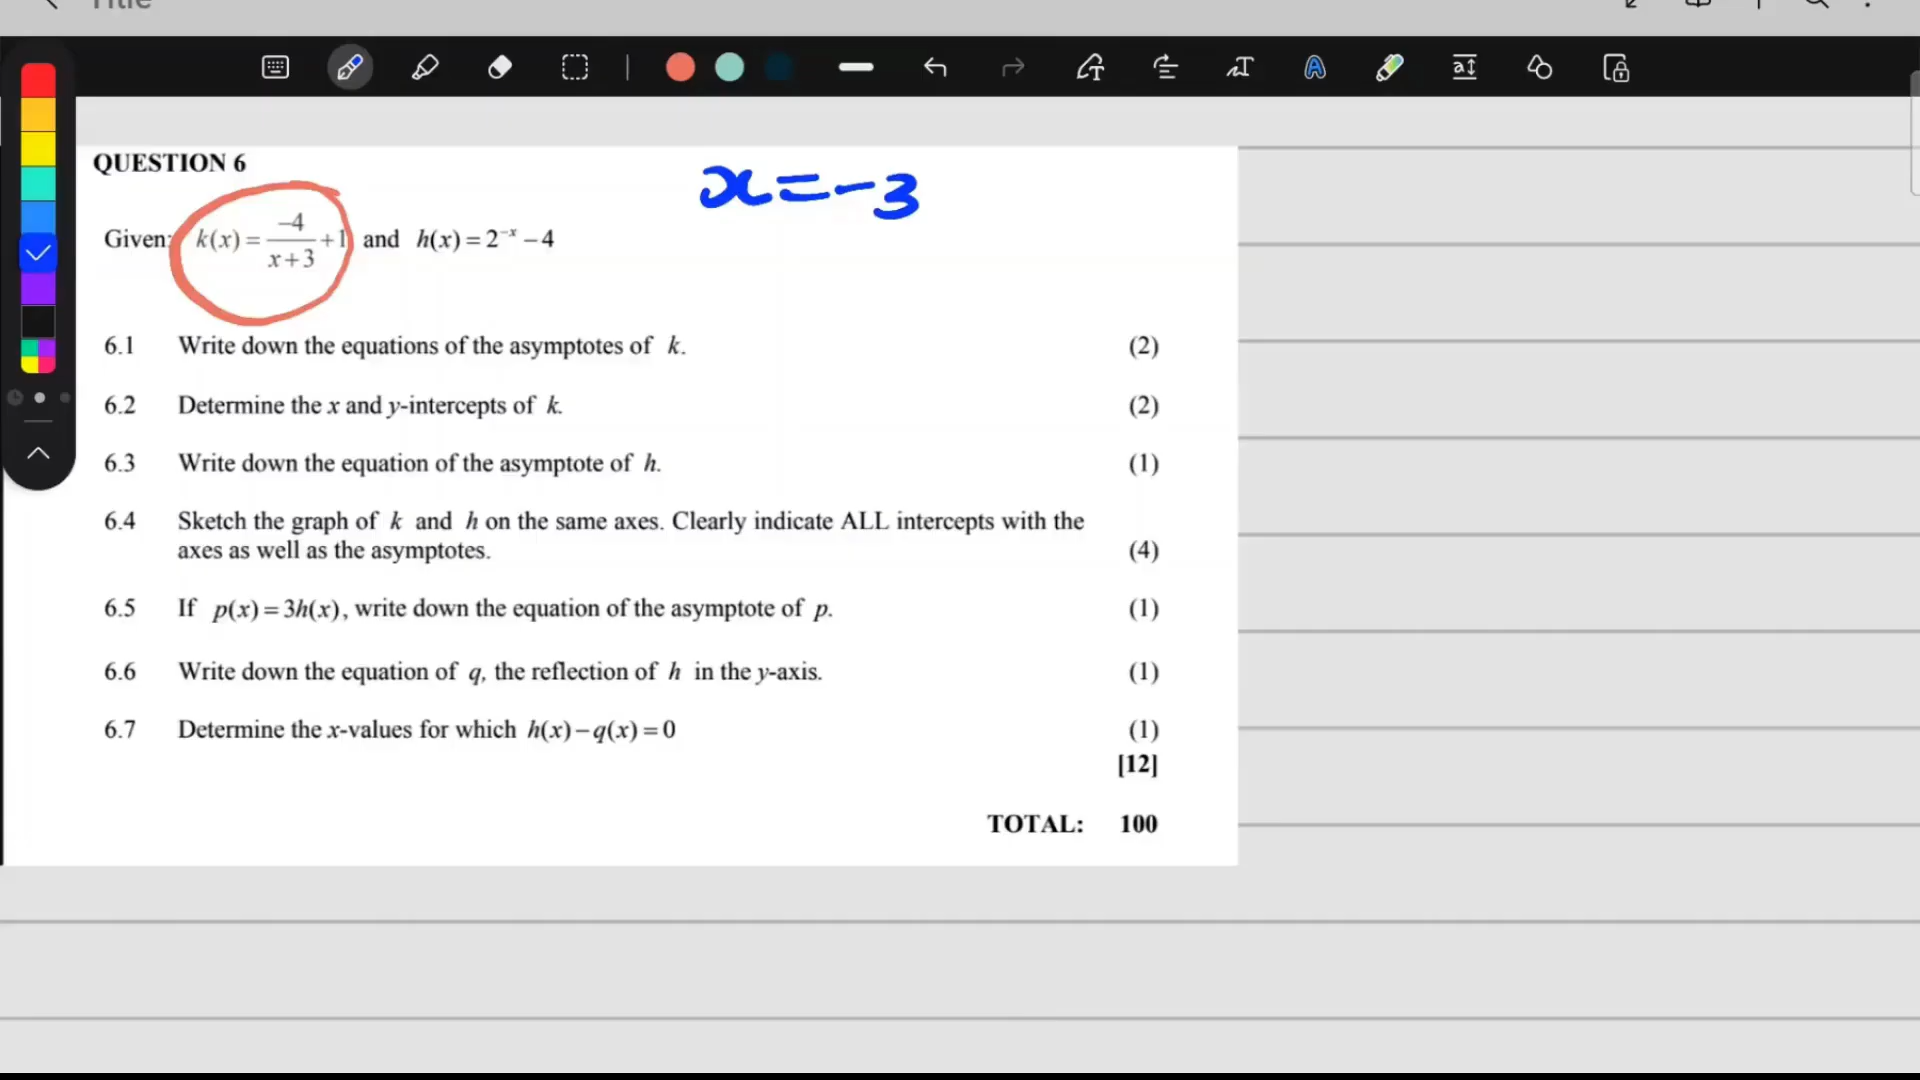 Title
QUESTION 6
x = -3
Given: k(x) = -4/(x+3) + 1 and h(x) = 2^{-x} - 4
6.1 Write down the equations of the asymptotes of k. (2)
6.2 Determine the x and y-intercepts of k. (2)
6.3 Write down the equation of the asymptote of h. (1)
6.4 Sketch the graph of k and h on the same axes. Clearly indicate ALL intercepts with the
axes as well as the asymptotes. (4)
6.5 If p(x) = 3h(x), write down the equation of the asymptote of p. (1)
6.6 Write down the equation of q, the reflection of h in the y-axis. (1)
6.7 Determine the x-values for which h(x) - q(x) = 0 (1)
[12]
TOTAL: 100